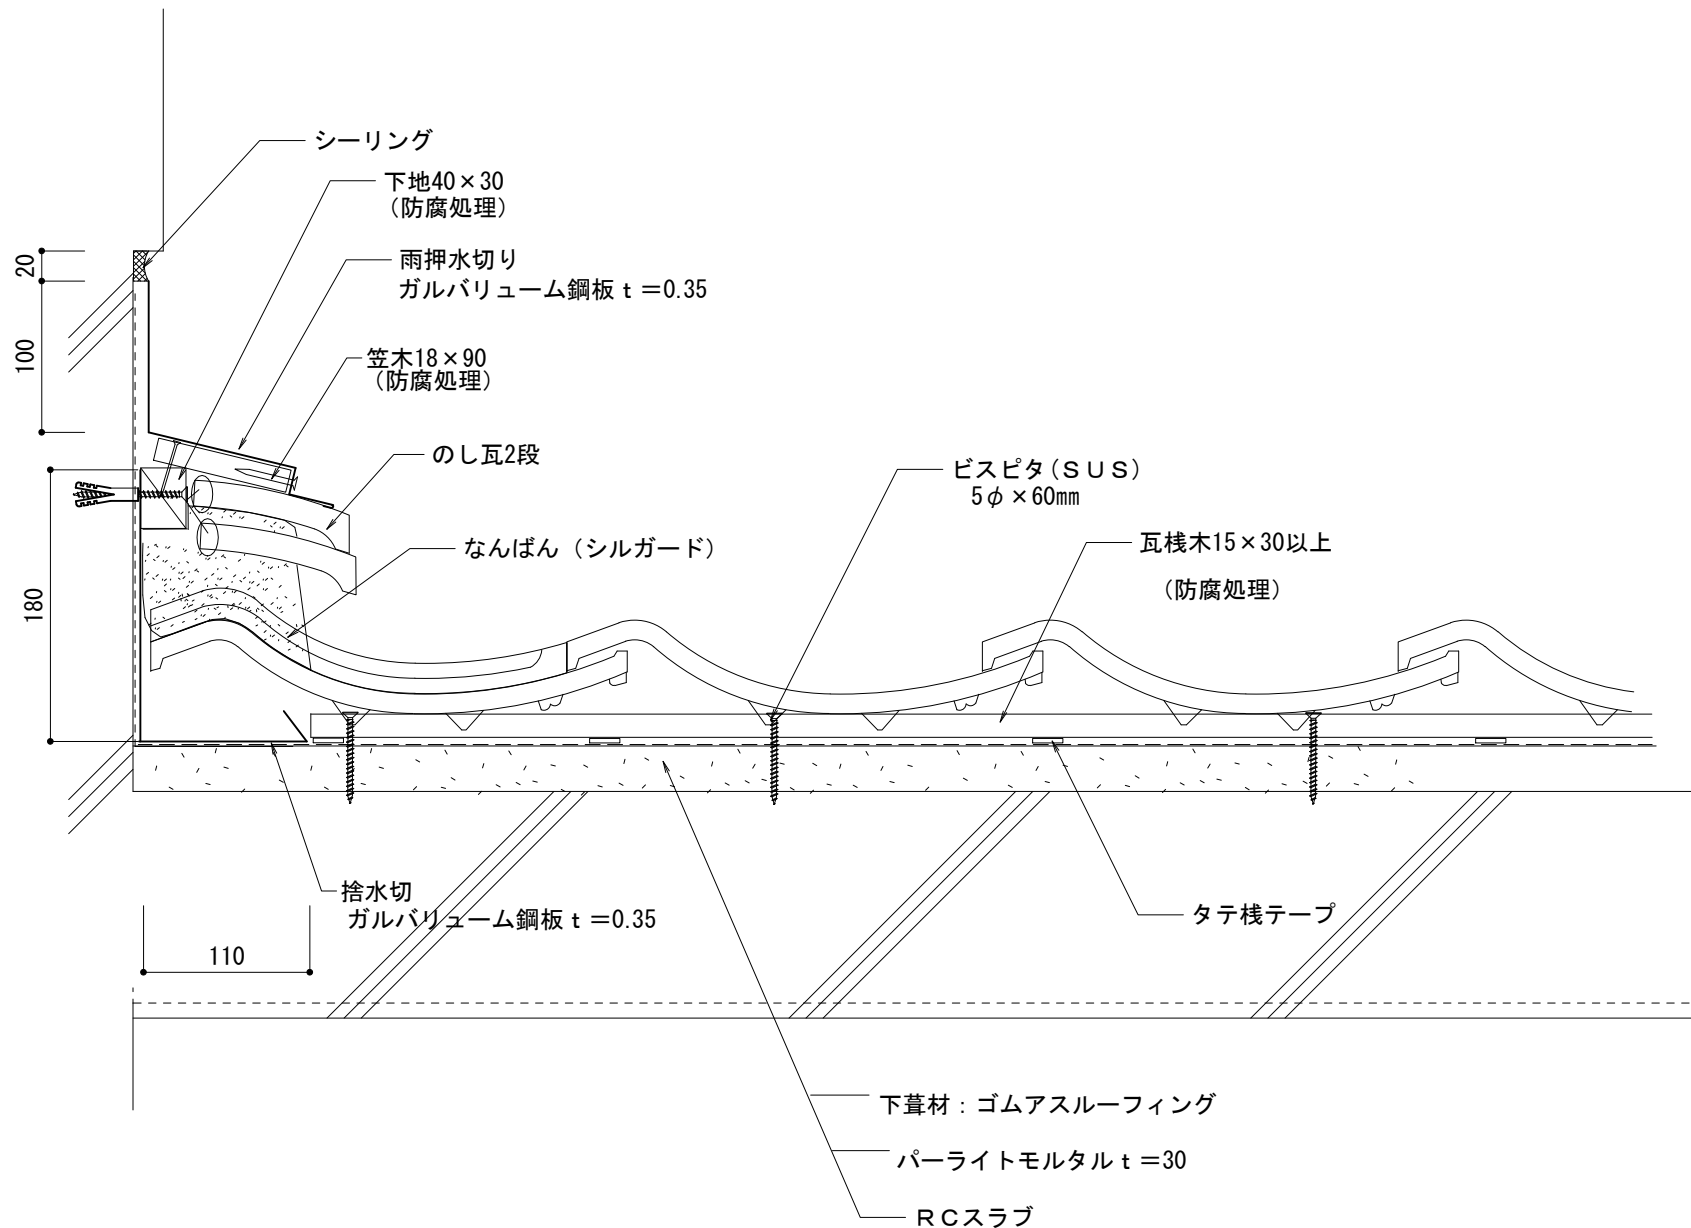 シーリング
下地40×30
（防腐処理）
雨押水切り
ガルバリューム鋼板ｔ＝0.35
笠木18×90
（防腐処理）
のし瓦2段
なんばん（シルガード）
ビスピタ(ＳＵＳ)
5φ×60㎜
瓦桟木15×30以上
（防腐処理）
20
100
180
捨水切
ガルバリューム鋼板ｔ＝0.35
110
タテ桟テープ
下葺材：ゴムアスルーフィング
パーライトモルタルｔ＝30
ＲＣスラブ